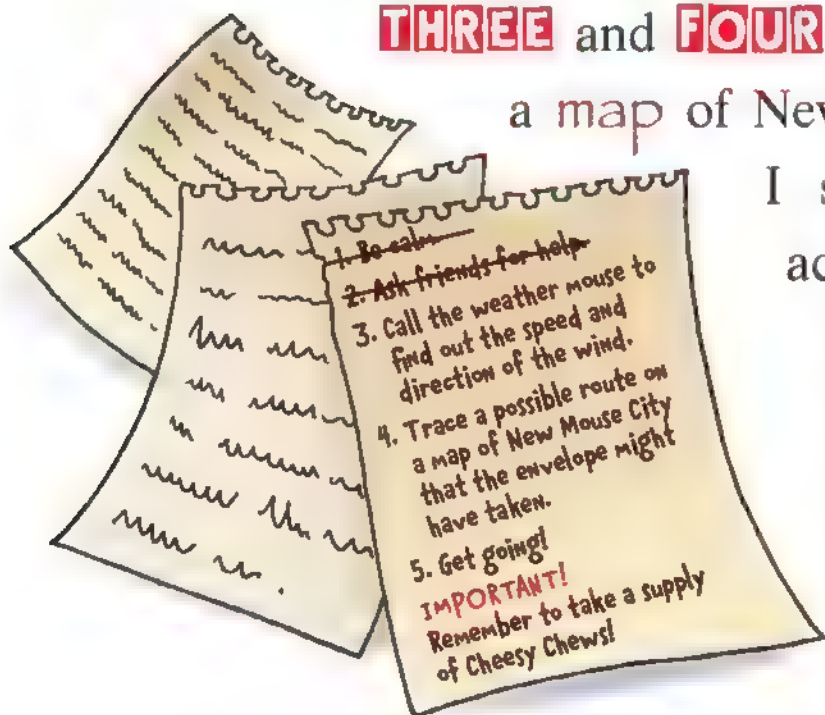 THREE and FOUR
a map of New
I s
ac
1. Be calm
2. Ask friends for help.
3. Call the weather mouse to
find out the speed and
direction of the wind.
4. Trace a possible route on
a map of New Mouse City
that the envelope might
have taken.
5. Get going!
IMPORTANT!
Remember to take a supply
of Cheesy Chews!